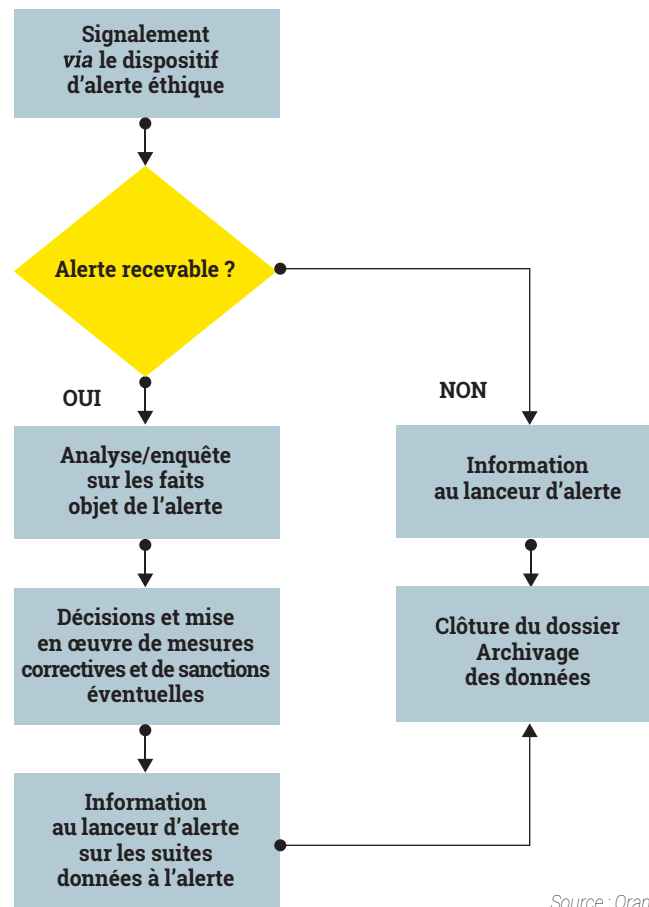 Signalement
via le dispositif
d’alerte éthique
Alerte recevable ?
OUI
NON
Analyse/enquête
sur les faits
objet de l’alerte
Information
au lanceur d’alerte
Décisions et mise
en œuvre de mesures
correctives et de sanctions
éventuelles
Clôture du dossier
Archivage
des données
Information
au lanceur d’alerte
sur les suites
données à l’alerte
Source : Oran